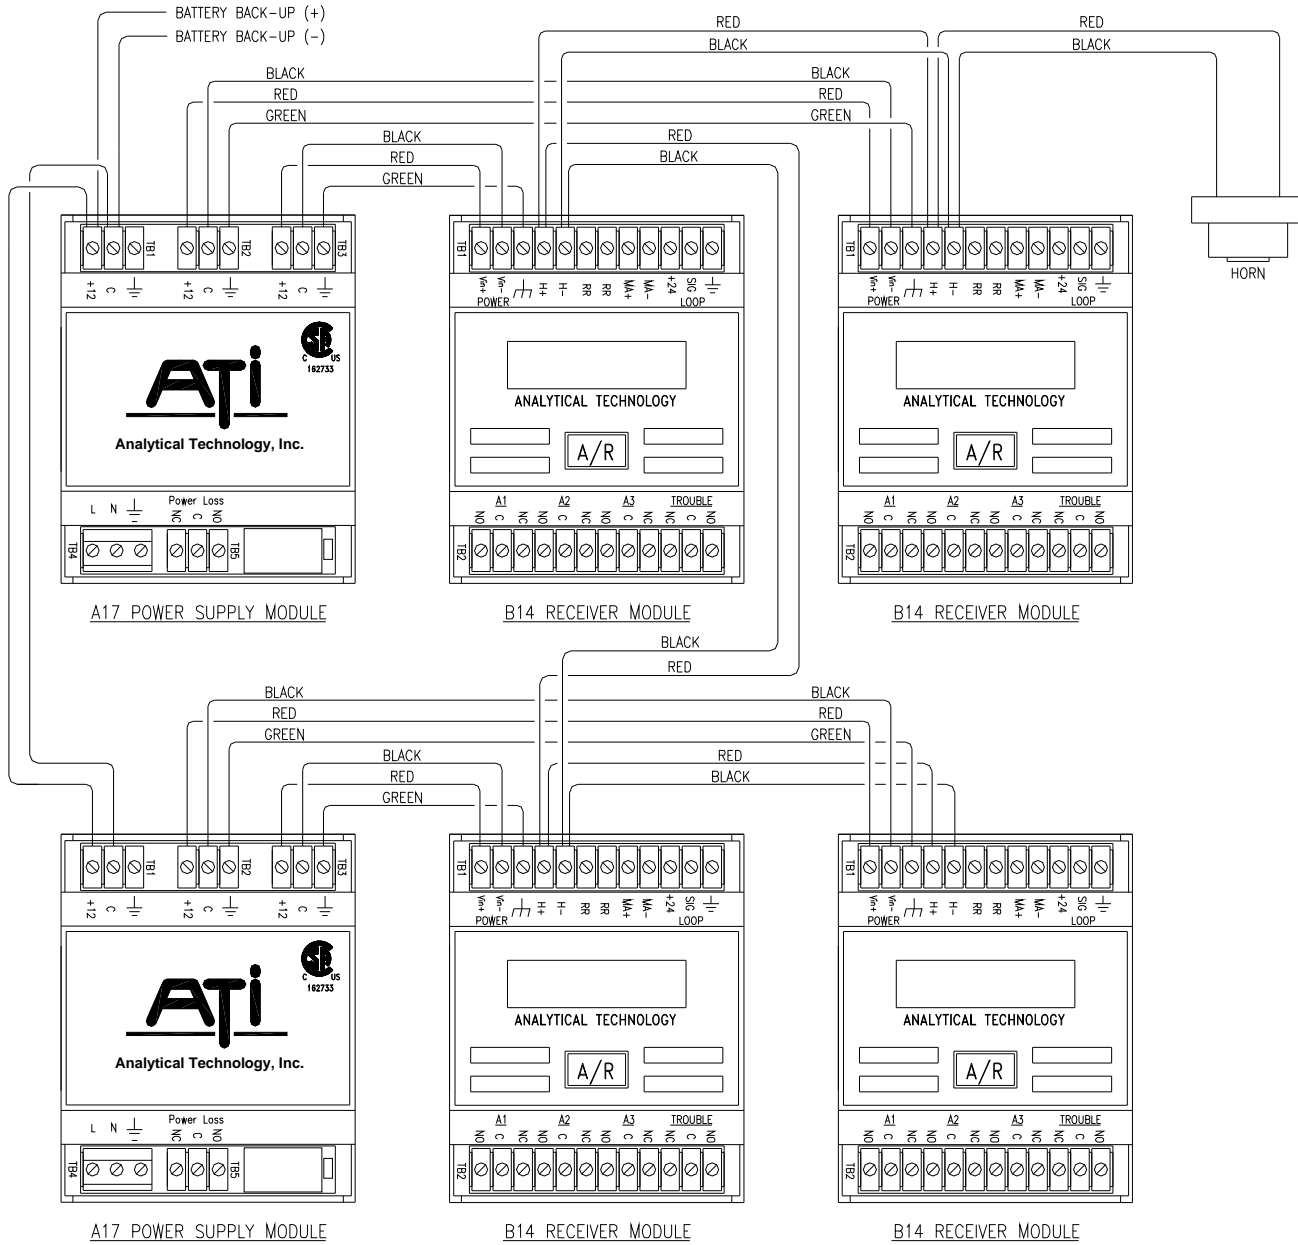 BATTERY BACK-UP (+)
BATTERY BACK-UP (-)
RED
BLACK
RED
BLACK
BLACK
RED
GREEN
BLACK
RED
GREEN
BLACK
RED
GREEN
RED
BLACK
HORN
TB1 TB2 TB3
+12 C +12 C +12 C
C US
162733
ATi
Analytical Technology, Inc.
L N
Power Loss
NC C NO
TB4 TB5
A17 POWER SUPPLY MODULE
TB1
Vin+ Vin- H+ H- RR RR MA+ MA- +24 SIG
POWER LOOP
ANALYTICAL TECHNOLOGY
A/R
A1 A2 A3 TROUBLE
NO C NC NO C NC NO C NC NC C NO
TB2
B14 RECEIVER MODULE
TB1
Vin+ Vin- H+ H- RR RR MA+ MA- +24 SIG
POWER LOOP
ANALYTICAL TECHNOLOGY
A/R
A1 A2 A3 TROUBLE
NO C NC NO C NC NO C NC NC C NO
TB2
B14 RECEIVER MODULE
BLACK
RED
BLACK
RED
GREEN
BLACK
RED
GREEN
BLACK
RED
GREEN
RED
BLACK
TB1 TB2 TB3
+12 C +12 C +12 C
C US
162733
ATi
Analytical Technology, Inc.
L N
Power Loss
NC C NO
TB4 TB5
A17 POWER SUPPLY MODULE
TB1
Vin+ Vin- H+ H- RR RR MA+ MA- +24 SIG
POWER LOOP
ANALYTICAL TECHNOLOGY
A/R
A1 A2 A3 TROUBLE
NO C NC NO C NC NO C NC NC C NO
TB2
B14 RECEIVER MODULE
TB1
Vin+ Vin- H+ H- RR RR MA+ MA- +24 SIG
POWER LOOP
ANALYTICAL TECHNOLOGY
A/R
A1 A2 A3 TROUBLE
NO C NC NO C NC NO C NC NC C NO
TB2
B14 RECEIVER MODULE